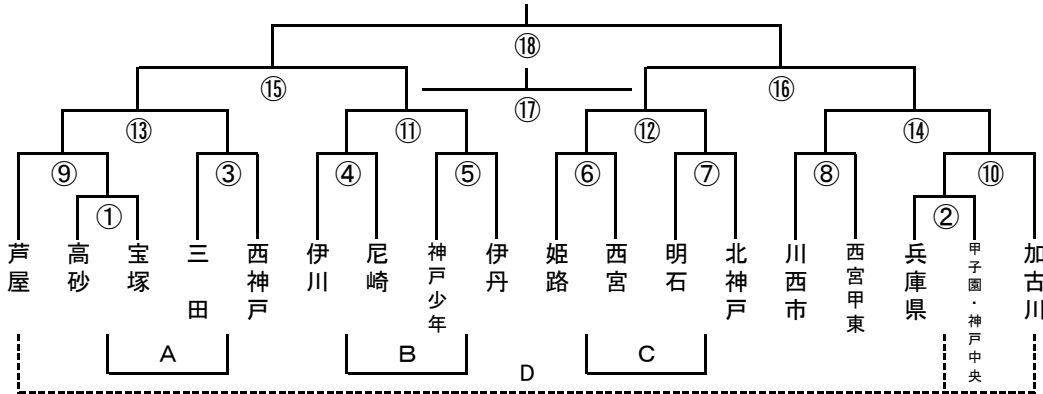 ⑱
⑮
⑯
⑰
⑬
⑪
⑫
⑭
⑨
③
④
⑤
⑥
⑦
⑧
⑩
①
②
芦屋
高砂
宝塚
三田
西神戸
伊川
尼崎
神戸少年
伊丹
姫路
西宮
明石
北神戸
川西市
西宮甲東
兵庫県
甲子園・神戸中央
加古川
A
B
C
D